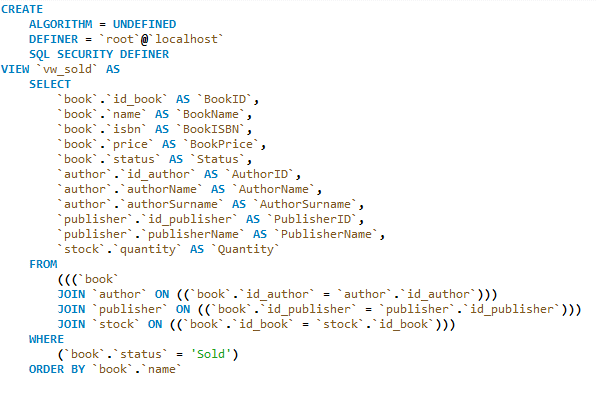 CREATE
    ALGORITHM = UNDEFINED
    DEFINER = `root`@`localhost`
    SQL SECURITY DEFINER
VIEW `vw_sold` AS
    SELECT
        `book`.`id_book` AS `BookID`,
        `book`.`name` AS `BookName`,
        `book`.`isbn` AS `BookISBN`,
        `book`.`price` AS `BookPrice`,
        `book`.`status` AS `Status`,
        `author`.`id_author` AS `AuthorID`,
        `author`.`authorName` AS `AuthorName`,
        `author`.`authorSurname` AS `AuthorSurname`,
        `publisher`.`id_publisher` AS `PublisherID`,
        `publisher`.`publisherName` AS `PublisherName`,
        `stock`.`quantity` AS `Quantity`
    FROM
        (((`book`
        JOIN `author` ON ((`book`.`id_author` = `author`.`id_author`)))
        JOIN `publisher` ON ((`book`.`id_publisher` = `publisher`.`id_publisher`)))
        JOIN `stock` ON ((`book`.`id_book` = `stock`.`id_book`)))
    WHERE
        (`book`.`status` = 'Sold')
    ORDER BY `book`.`name`